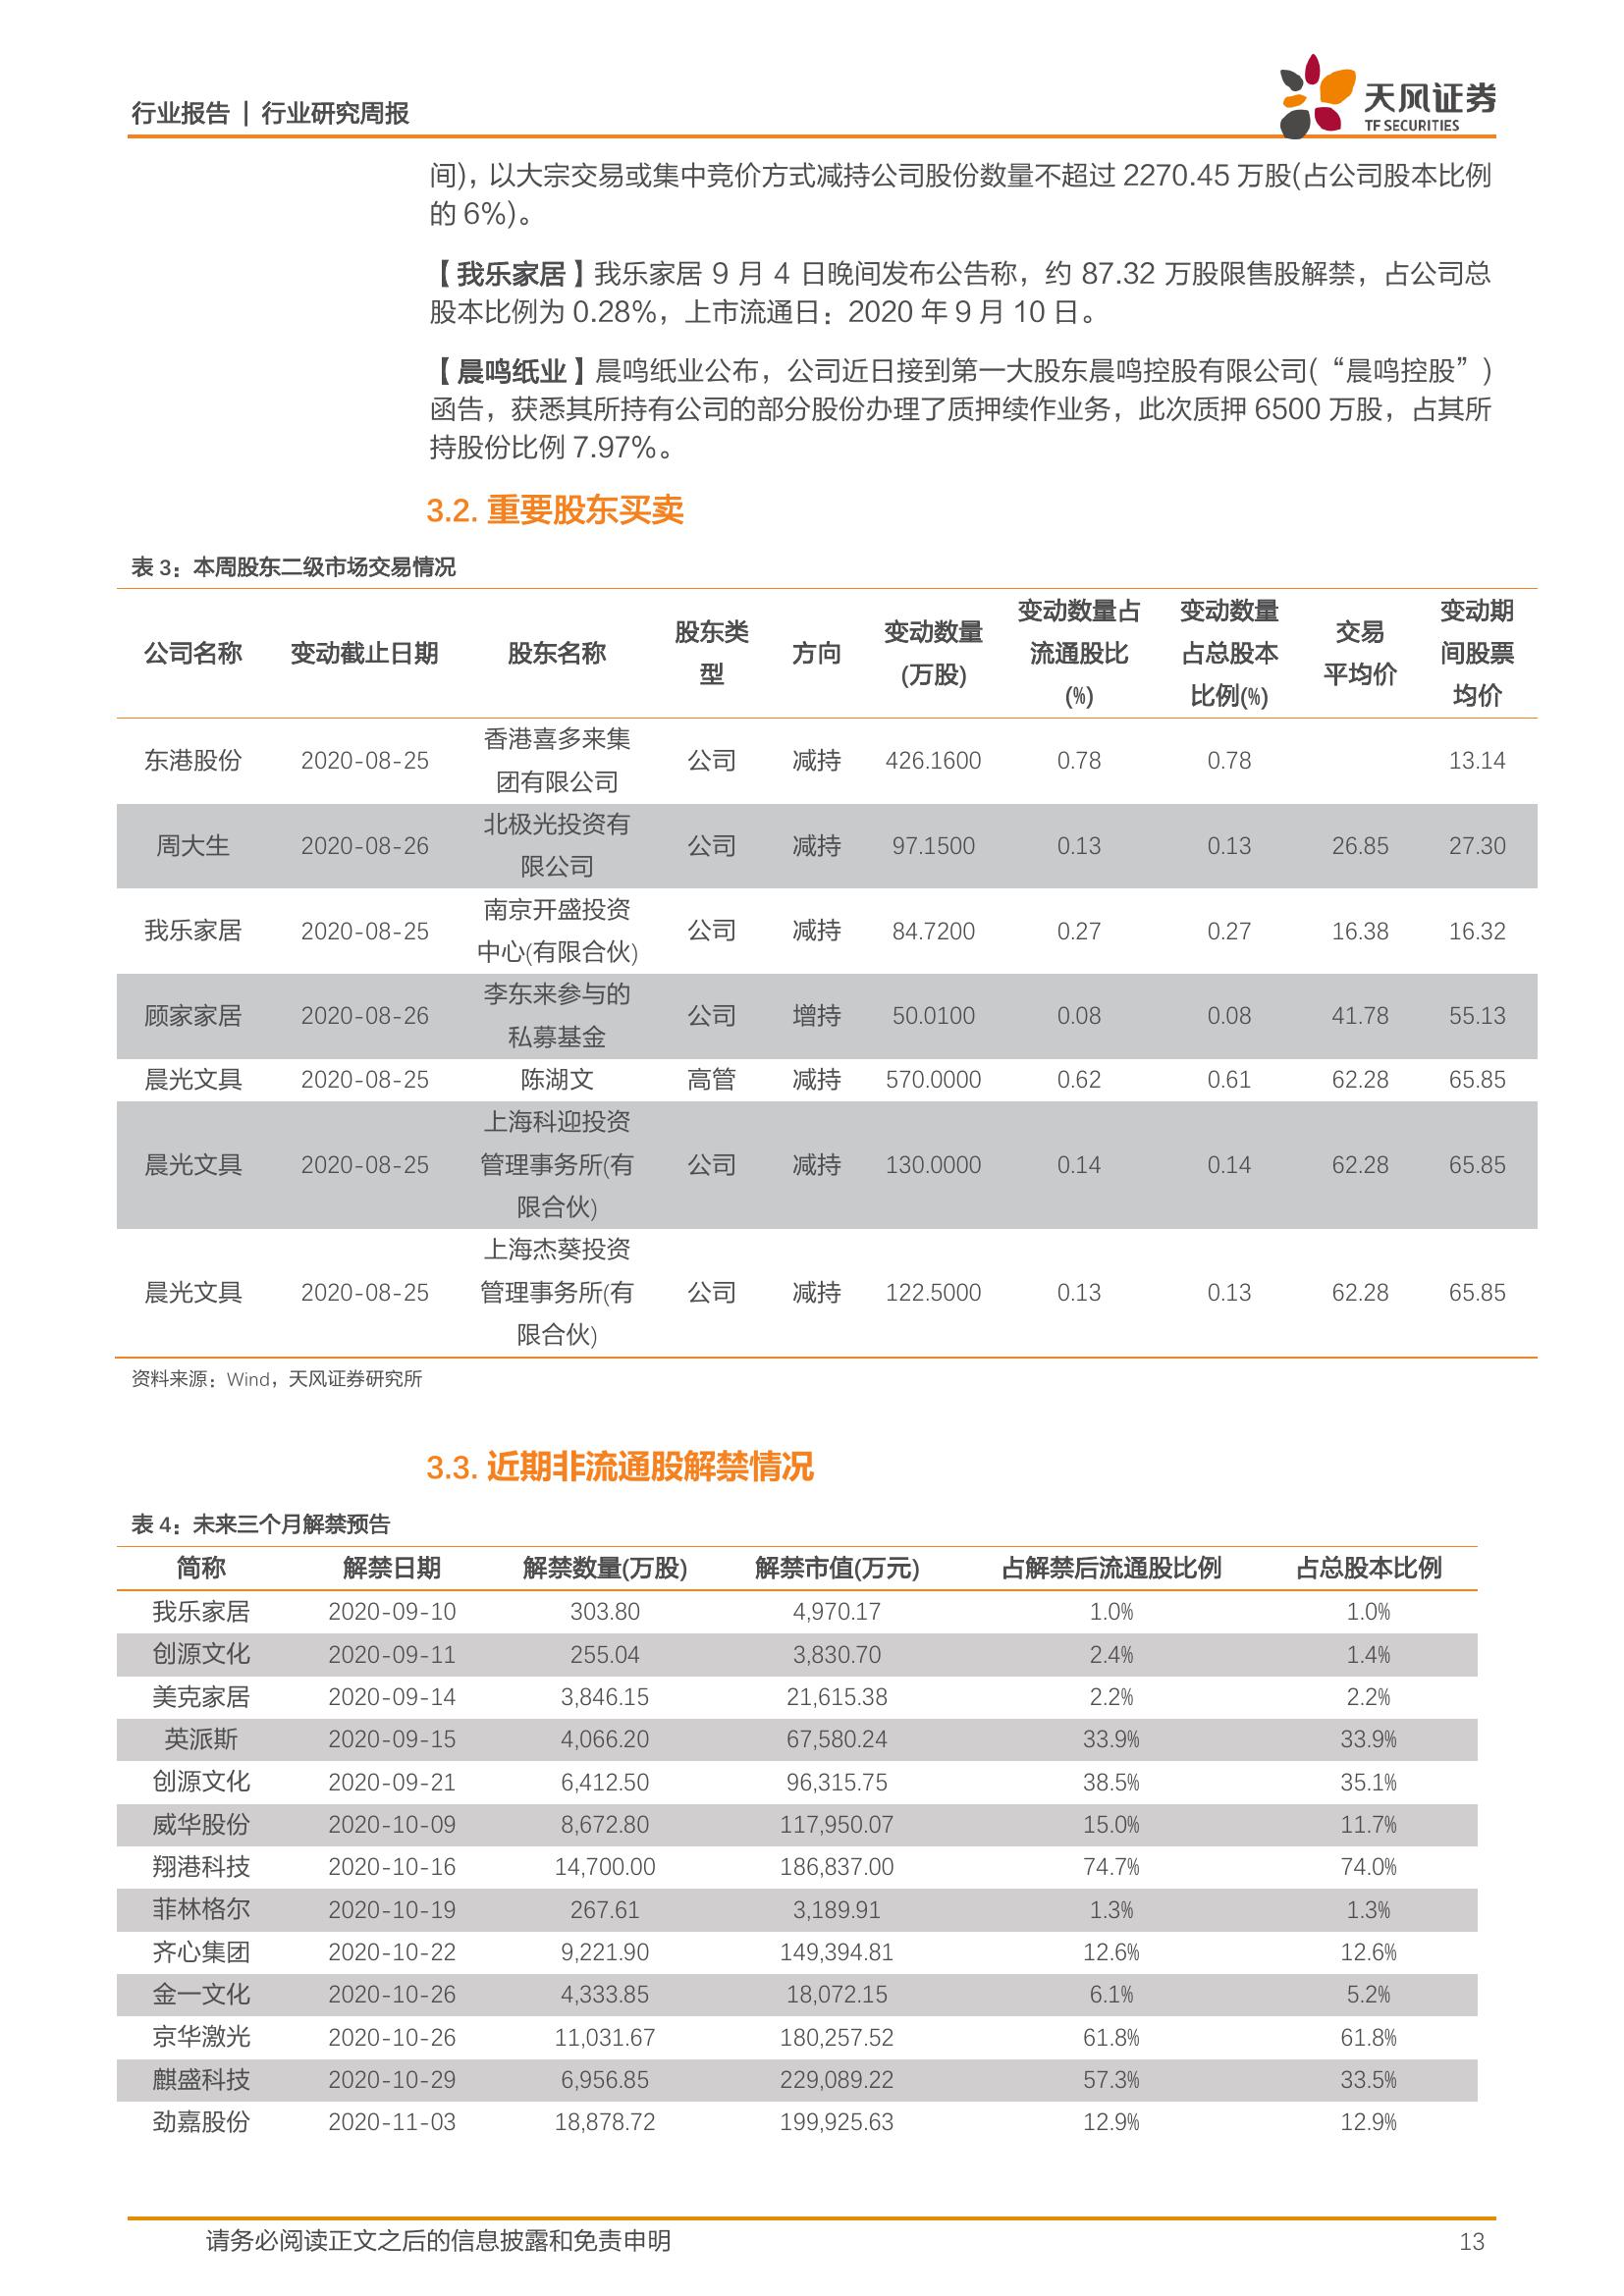 行业报告 | 行业研究周报
天风证券
TF SECURITIES
间)，以大宗交易或集中竞价方式减持公司股份数量不超过 2270.45 万股(占公司股本比例
的 6%)。
【我乐家居】我乐家居 9 月 4 日晚间发布公告称，约 87.32 万股限售股解禁，占公司总
股本比例为 0.28%，上市流通日：2020 年 9 月 10 日。
【晨鸣纸业】晨鸣纸业公布，公司近日接到第一大股东晨鸣控股有限公司(“晨鸣控股”)
函告，获悉其所持有公司的部分股份办理了质押续作业务，此次质押 6500 万股，占其所
持股份比例 7.97%。
3.2. 重要股东买卖
表 3：本周股东二级市场交易情况
公司名称 变动截止日期 股东名称 股东类型 方向 变动数量(万股) 变动数量占流通股比(%) 变动数量占总股本比例(%) 交易平均价 变动期间股票均价
东港股份 2020-08-25 香港喜多来集团有限公司 公司 减持 426.1600 0.78 0.78 13.14
周大生 2020-08-26 北极光投资有限公司 公司 减持 97.1500 0.13 0.13 26.85 27.30
我乐家居 2020-08-25 南京开盛投资中心(有限合伙) 公司 减持 84.7200 0.27 0.27 16.38 16.32
顾家家居 2020-08-26 李东来参与的私募基金 公司 增持 50.0100 0.08 0.08 41.78 55.13
晨光文具 2020-08-25 陈湖文 高管 减持 570.0000 0.62 0.61 62.28 65.85
晨光文具 2020-08-25 上海科迎投资管理事务所(有限合伙) 公司 减持 130.0000 0.14 0.14 62.28 65.85
晨光文具 2020-08-25 上海杰葵投资管理事务所(有限合伙) 公司 减持 122.5000 0.13 0.13 62.28 65.85
资料来源：Wind，天风证券研究所
3.3. 近期非流通股解禁情况
表 4：未来三个月解禁预告
简称 解禁日期 解禁数量(万股) 解禁市值(万元) 占解禁后流通股比例 占总股本比例
我乐家居 2020-09-10 303.80 4,970.17 1.0% 1.0%
创源文化 2020-09-11 255.04 3,830.70 2.4% 1.4%
美克家居 2020-09-14 3,846.15 21,615.38 2.2% 2.2%
英派斯 2020-09-15 4,066.20 67,580.24 33.9% 33.9%
创源文化 2020-09-21 6,412.50 96,315.75 38.5% 35.1%
威华股份 2020-10-09 8,672.80 117,950.07 15.0% 11.7%
翔港科技 2020-10-16 14,700.00 186,837.00 74.7% 74.0%
菲林格尔 2020-10-19 267.61 3,189.91 1.3% 1.3%
齐心集团 2020-10-22 9,221.90 149,394.81 12.6% 12.6%
金一文化 2020-10-26 4,333.85 18,072.15 6.1% 5.2%
京华激光 2020-10-26 11,031.67 180,257.52 61.8% 61.8%
麒盛科技 2020-10-29 6,956.85 229,089.22 57.3% 33.5%
劲嘉股份 2020-11-03 18,878.72 199,925.63 12.9% 12.9%
请务必阅读正文之后的信息披露和免责申明 13